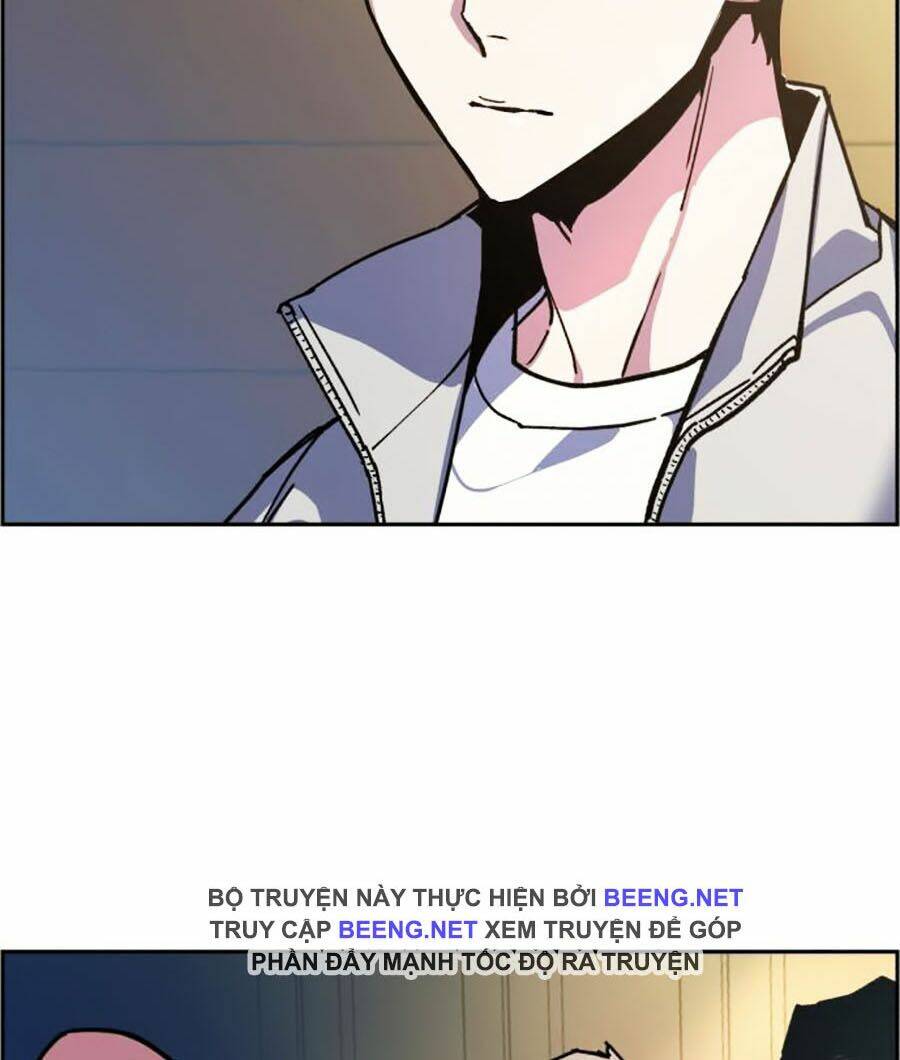 BỘ TRUYỆN NÀY THỰC HIỆN BỞI BEENG.NET
TRUY CẬP BEENG.NET XEM TRUYỆN ĐỂ GÓP
PHẦN ĐẨY MẠNH TỐC ĐỘ RA TRUYỆN